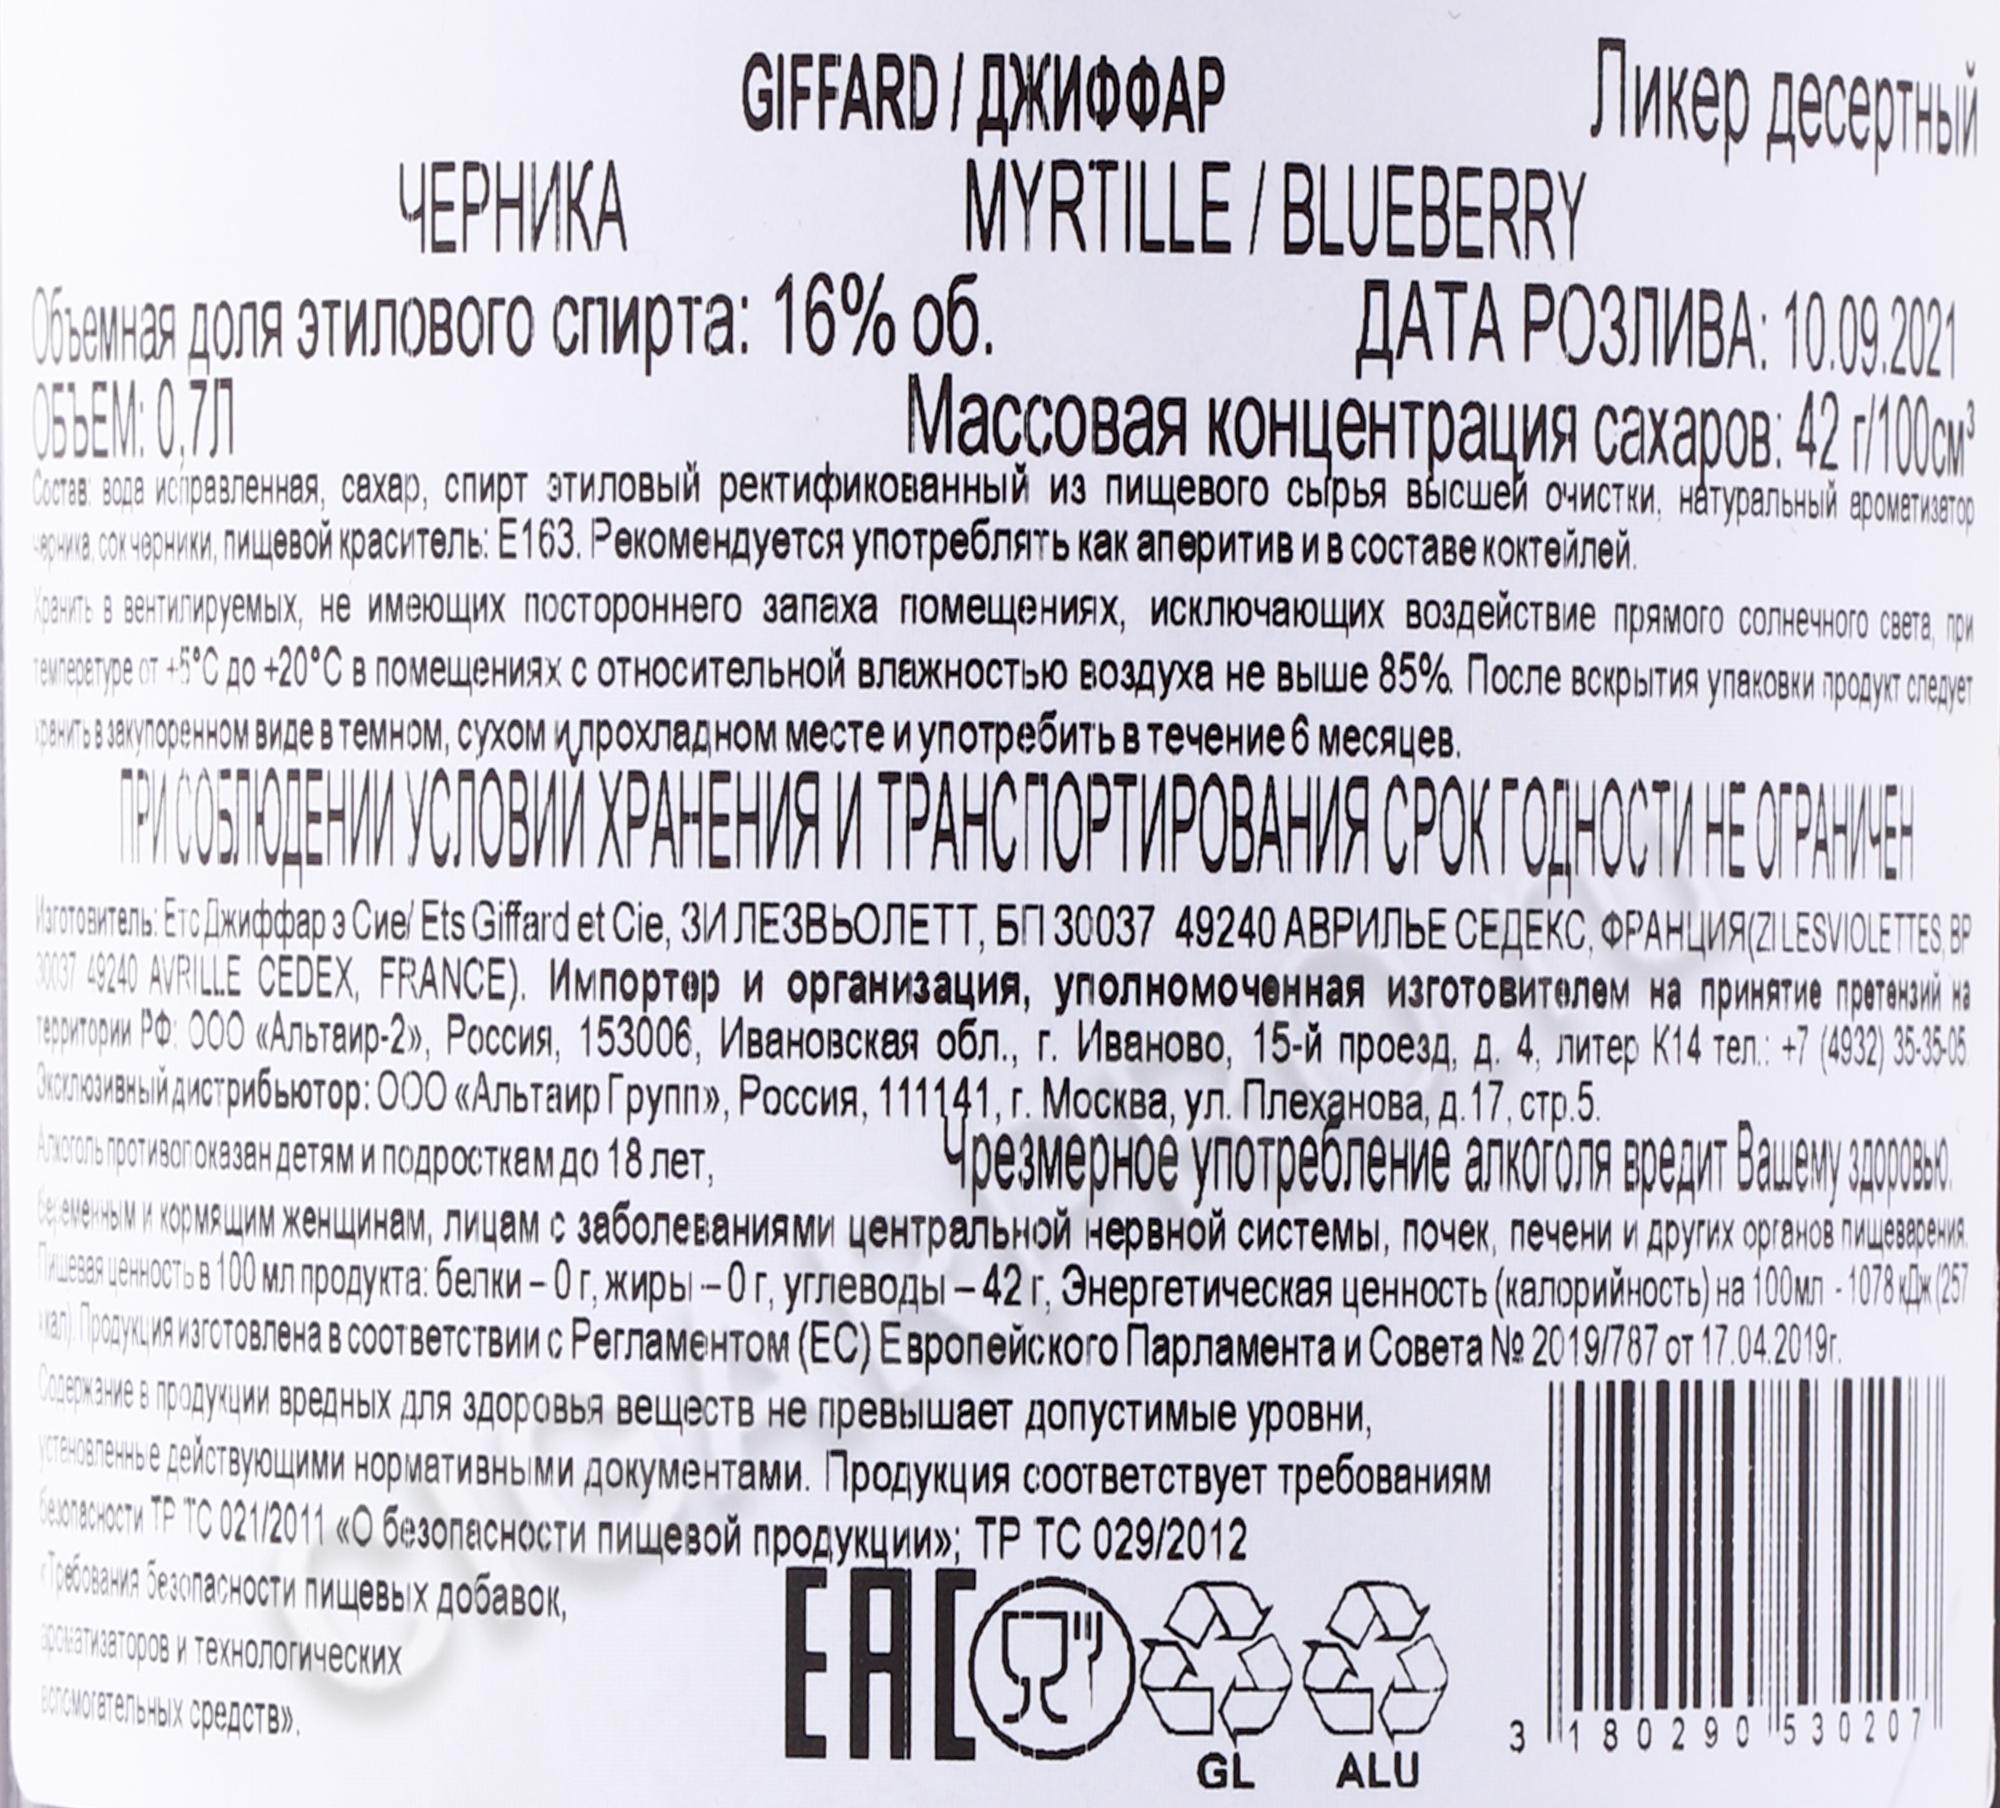 GIFFARD / ДЖИФФАР
Ликер десертный
ЧЕРНИКА
MYRTILLE / BLUEBERRY
Объемная доля этилового спирта: 16% об.
ДАТА РОЗЛИВА: 10.09.2021
ОБЪЕМ: 0,7Л
Массовая концентрация сахаров: 42 г/100см³
Состав: вода исправленная, сахар, спирт этиловый ректификованный из пищевого сырья высшей очистки, натуральный ароматизатор
черника, сок черники, пищевой краситель: Е163. Рекомендуется употреблять как аперитив и в составе коктейлей.
Хранить в вентилируемых, не имеющих постороннего запаха помещениях, исключающих воздействие прямого солнечного света, при
температуре от +5°С до +20°С в помещениях с относительной влажностью воздуха не выше 85%. После вскрытия упаковки продукт следует
хранить в закупоренном виде в темном, сухом и прохладном месте и употребить в течение 6 месяцев.
ПРИ СОБЛЮДЕНИИ УСЛОВИЙ ХРАНЕНИЯ И ТРАНСПОРТИРОВАНИЯ СРОК ГОДНОСТИ НЕ ОГРАНИЧЕН
Изготовитель: Етс Джиффар э Сие/ Ets Giffard et Cie, ЗИ ЛЕЗВЬОЛЕТТ, БП 30037 49240 АВРИЛЬЕ СЕДЕКС, ФРАНЦИЯ(ZI LESVIOLETTES, BP
30037 49240 AVRILLE CEDEX, FRANCE). Импортер и организация, уполномоченная изготовителем на принятие претензий на
территории РФ: ООО «Альтаир-2», Россия, 153006, Ивановская обл., г. Иваново, 15-й проезд, д. 4, литер К14 тел.: +7 (4932) 35-35-05.
Эксклюзивный дистрибьютор: ООО «Альтаир Групп», Россия, 111141, г. Москва, ул. Плеханова, д.17, стр.5.
Алкоголь противопоказан детям и подросткам до 18 лет,
Чрезмерное употребление алкоголя вредит Вашему здоровью.
беременным и кормящим женщинам, лицам с заболеваниями центральной нервной системы, почек, печени и других органов пищеварения.
Пищевая ценность в 100 мл продукта: белки – 0 г, жиры – 0 г, углеводы – 42 г, Энергетическая ценность (калорийность) на 100мл - 1078 кДж (257
ккал). Продукция изготовлена в соответствии с Регламентом (ЕС) Европейского Парламента и Совета № 2019/787 от 17.04.2019г.
Содержание в продукции вредных для здоровья веществ не превышает допустимые уровни,
установленные действующими нормативными документами. Продукция соответствует требованиям
безопасности ТР ТС 021/2011 «О безопасности пищевой продукции»; ТР ТС 029/2012
«Требования безопасности пищевых добавок,
ароматизаторов и технологических
вспомогательных средств».
EAC
GL
ALU
3 180290 530207